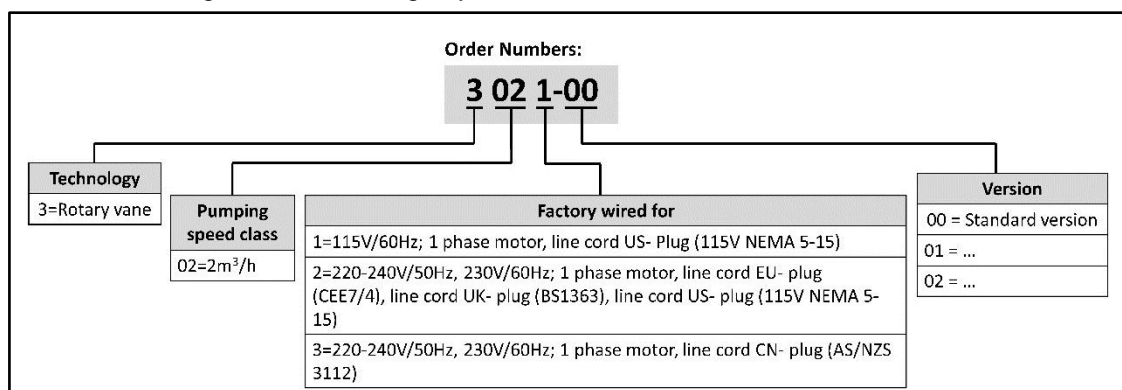 Order Numbers:
3 02 1-00
Technology
3=Rotary vane
Pumping
speed class
02=2m³/h
Factory wired for
1=115V/60Hz; 1 phase motor, line cord US- Plug (115V NEMA 5-15)
2=220-240V/50Hz, 230V/60Hz; 1 phase motor, line cord EU- plug
(CEE7/4), line cord UK- plug (BS1363), line cord US- plug (115V NEMA 5-
15)
3=220-240V/50Hz, 230V/60Hz; 1 phase motor, line cord CN- plug (AS/NZS
3112)
Version
00 = Standard version
01 = ...
02 = ...